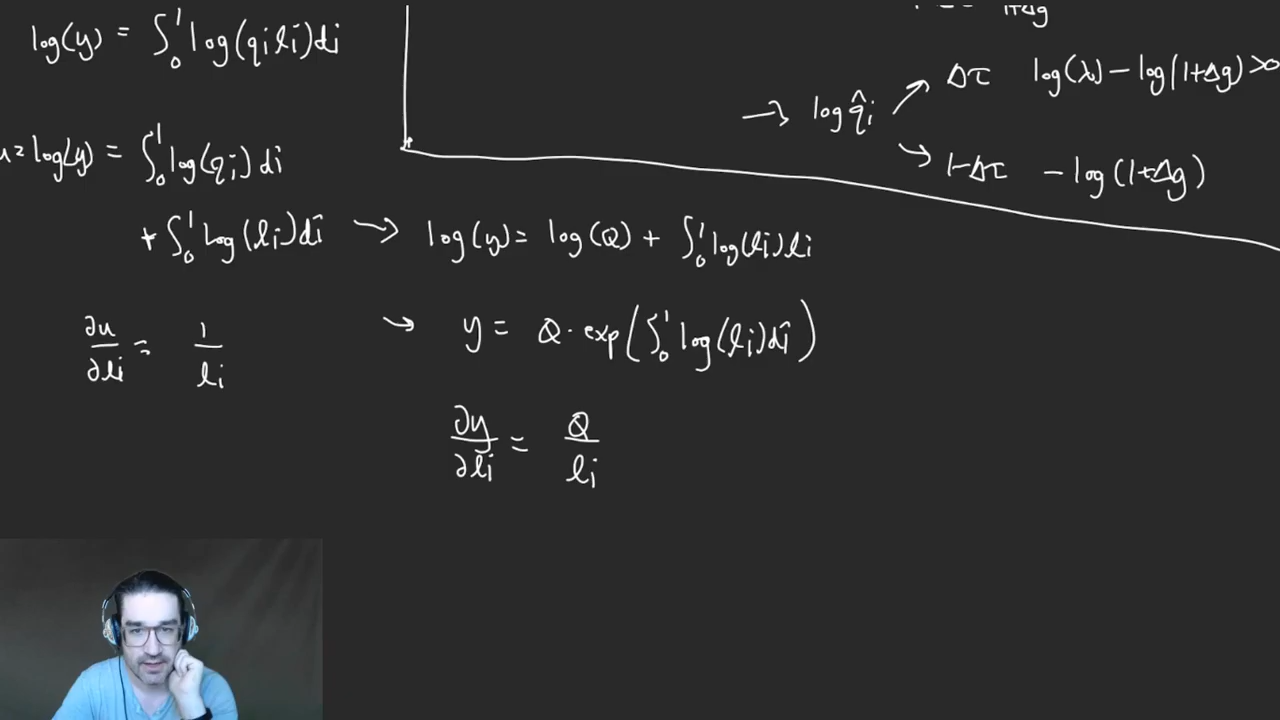 log(y) = ∫₀¹ log(qili)di
u=log(y) = ∫₀¹ log(qi) di
+ ∫₀¹ log(li)di → log(y) = log(Q) + ∫₀¹ log(li)li
→ y = Q · exp(∫₀¹ log(li)di)
∂u/∂li = 1/li
∂y/∂li = Q/li
1+Δg
→ log q̂i
ΔΤ log(λ) - log(1+Δg) >0
1-ΔΤ - log(1+Δg)